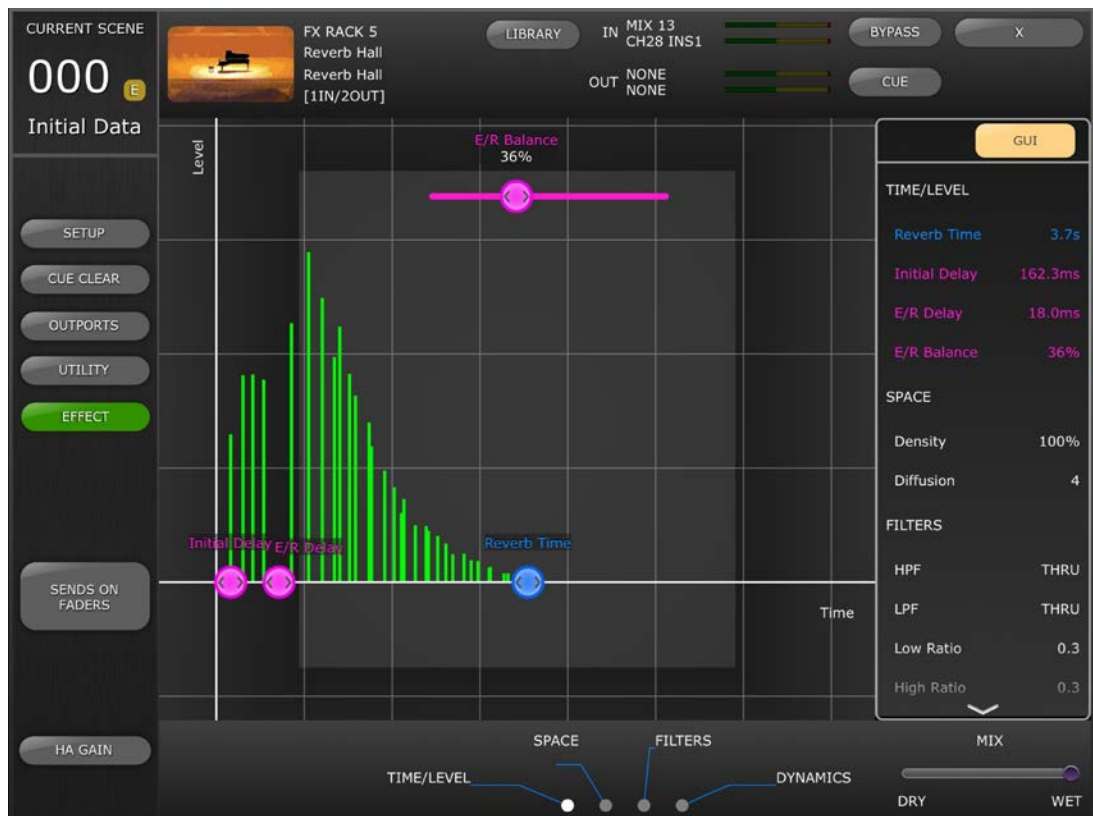 CURRENT SCENE
000 E
Initial Data
FX RACK 5
Reverb Hall
Reverb Hall
[1IN/2OUT]
LIBRARY
IN MIX 13
CH28 INS1
OUT NONE
NONE
BYPASS
X
CUE
SETUP
CUE CLEAR
OUTPORTS
UTILITY
EFFECT
SENDS ON
FADERS
HA GAIN
Level
E/R Balance
36%
Initial Delay
E/R Delay
Reverb Time
Time
GUI
TIME/LEVEL
Reverb Time 3.7s
Initial Delay 162.3ms
E/R Delay 18.0ms
E/R Balance 36%
SPACE
Density 100%
Diffusion 4
FILTERS
HPF THRU
LPF THRU
Low Ratio 0.3
High Ratio 0.3
SPACE
FILTERS
TIME/LEVEL
DYNAMICS
MIX
DRY WET